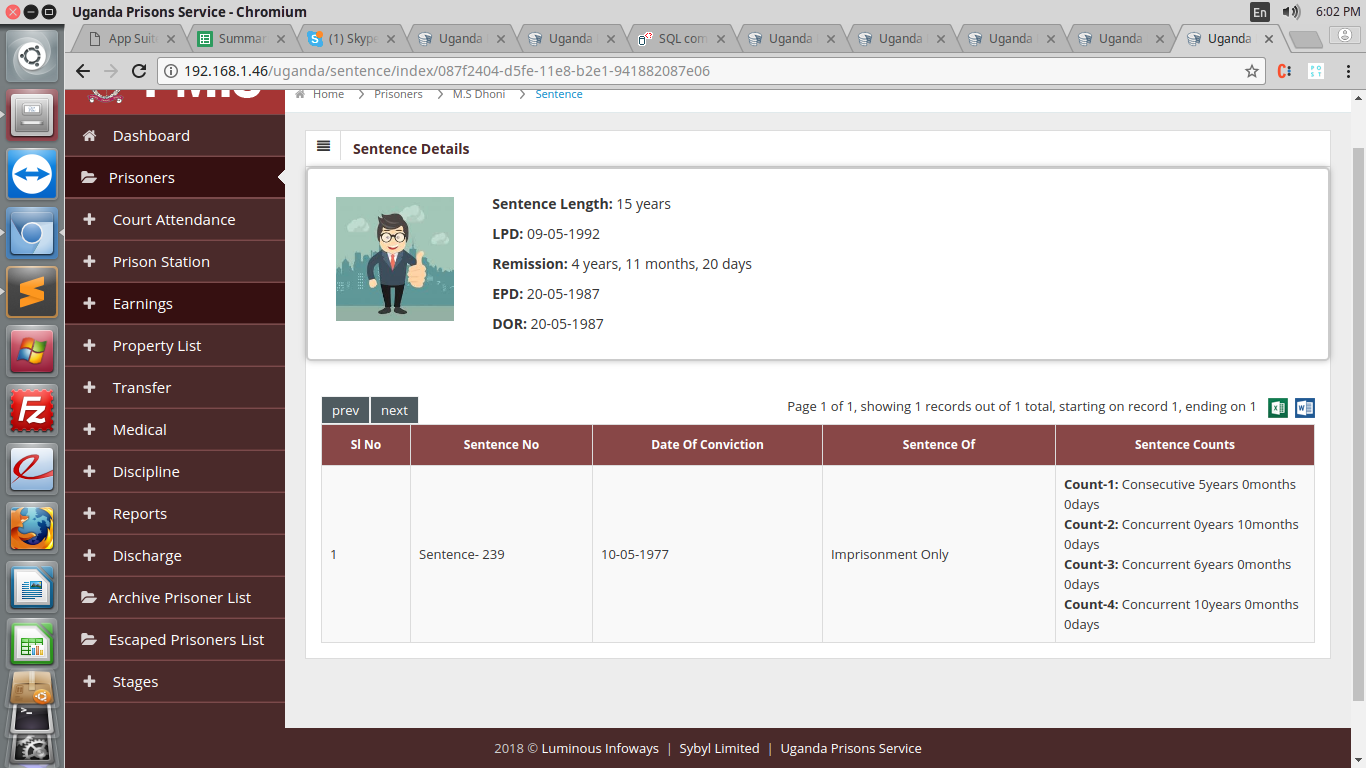 Uganda Prisons Service - Chromium
En
6:02 PM
App Suit
Summar
(1) Skype
Uganda
Uganda
SQL com
Uganda
Uganda
Uganda
Uganda
Uganda
192.168.1.46/uganda/sentence/index/087f2404-d5fe-11e8-b2e1-941882087e06
Home
Prisoners
M.S Dhoni
Sentence
Dashboard
Prisoners
Court Attendance
Prison Station
Earnings
Property List
Transfer
Medical
Discipline
Reports
Discharge
Archive Prisoner List
Escaped Prisoners List
Stages
Sentence Details
Sentence Length: 15 years
LPD: 09-05-1992
Remission: 4 years, 11 months, 20 days
EPD: 20-05-1987
DOR: 20-05-1987
prev
next
Page 1 of 1, showing 1 records out of 1 total, starting on record 1, ending on 1
Sl No
Sentence No
Date Of Conviction
Sentence Of
Sentence Counts
1
Sentence- 239
10-05-1977
Imprisonment Only
Count-1: Consecutive 5years 0months
0days
Count-2: Concurrent 0years 10months
0days
Count-3: Concurrent 6years 0months
0days
Count-4: Concurrent 10years 0months
0days
2018 © Luminous Infoways | Sybyl Limited | Uganda Prisons Service